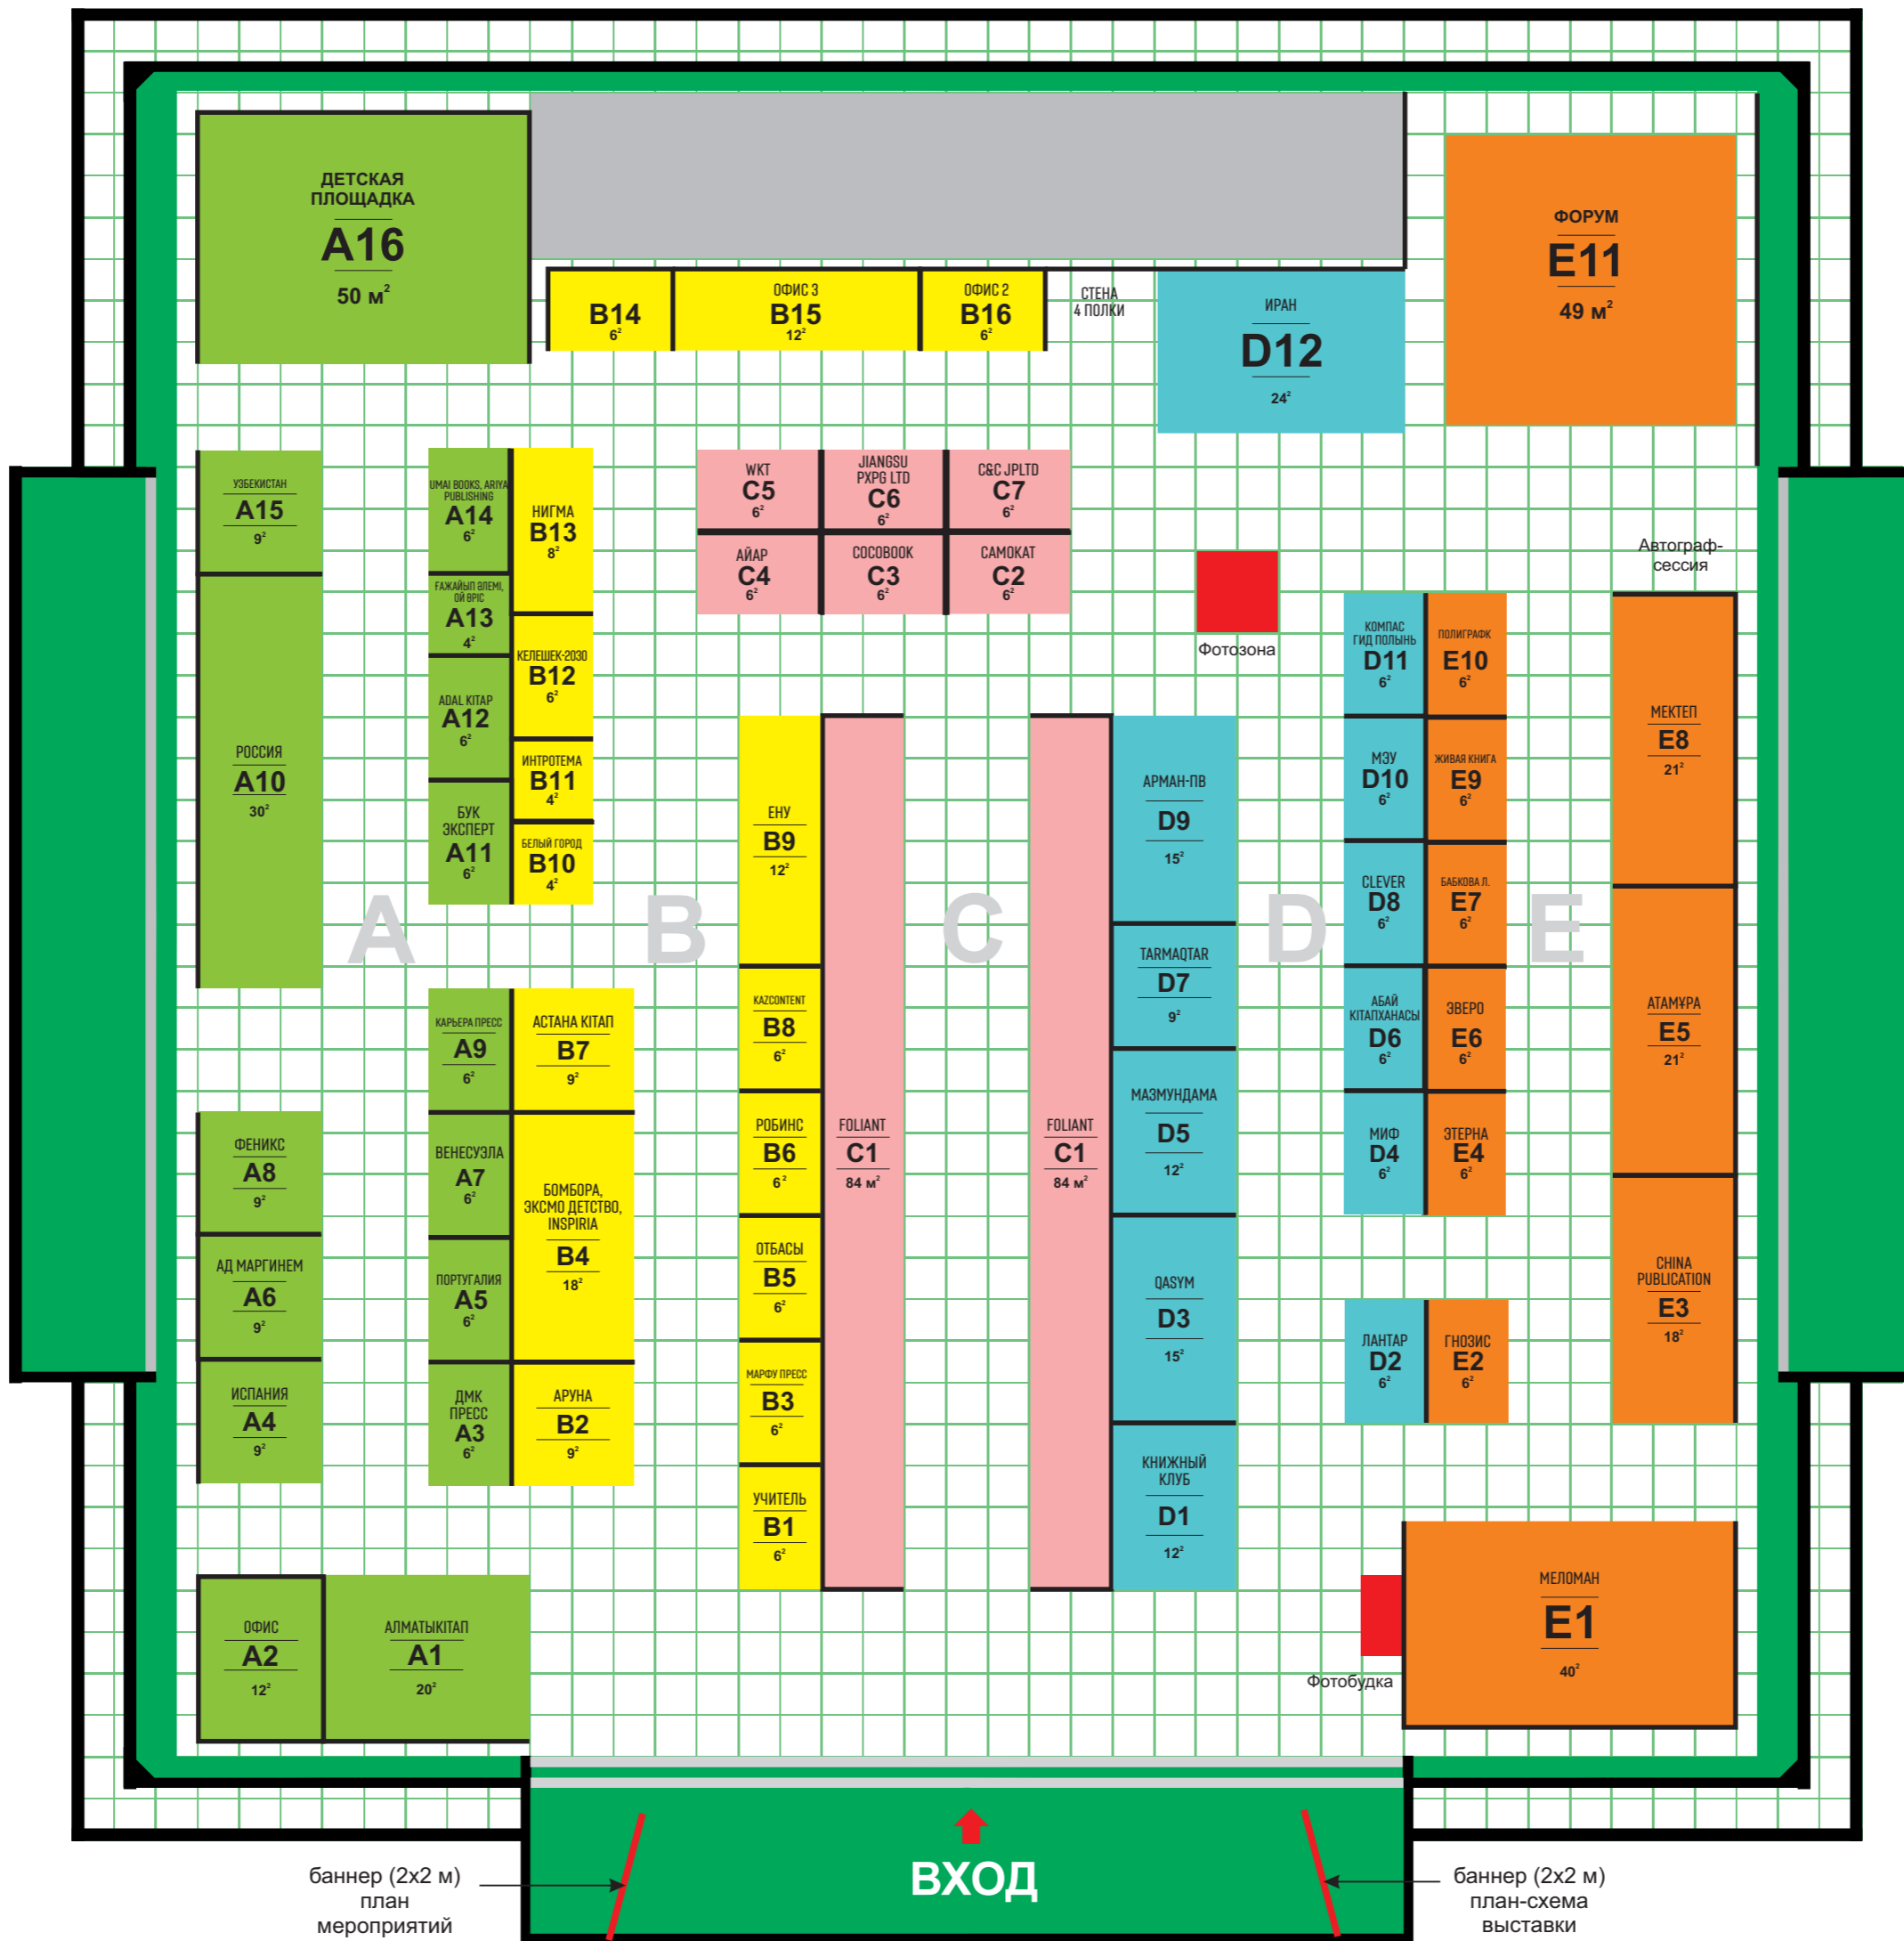 ДЕТСКАЯ
ПЛОЩАДКА
A16
50 м²
B14
6²
ОФИС 3
B15
12²
ОФИС 2
B16
6²
СТЕНА
4 ПОЛКИ
ИРАН
D12
24²
ФОРУМ
E11
49 м²
УЗБЕКИСТАН
A15
9²
РОССИЯ
A10
30²
UMAI BOOKS, ARIYA
PUBLISHING
A14
6²
ҒАЖАЙЫП ӘЛЕМІ,
ОЙ ӨРІС
A13
4²
ADAL KITAP
A12
6²
БУК
ЭКСПЕРТ
A11
6²
НИГМА
B13
8²
КЕЛЕШЕК-2030
B12
6²
ИНТРОТЕМА
B11
4²
БЕЛЫЙ ГОРОД
B10
4²
WKT
C5
6²
JIANGSU
PXPG LTD
C6
6²
C&C JPLTD
C7
6²
АЙАР
C4
6²
COCOBOOK
C3
6²
САМОКАТ
C2
6²
Фотозона
Автограф-
сессия
КОМПАС
ГИД ПОЛЫНЬ
D11
6²
ПОЛИГРАФК
E10
6²
МЭУ
D10
6²
ЖИВАЯ КНИГА
E9
6²
CLEVER
D8
6²
БАБКОВА Л.
E7
6²
АБАЙ
КІТАПХАНАСЫ
D6
6²
ЗВЕРО
E6
6²
МИФ
D4
6²
ЭТЕРНА
E4
6²
МЕКТЕП
E8
21²
АТАМҰРА
E5
21²
CHINA
PUBLICATION
E3
18²
ЕНУ
B9
12²
KAZCONTENT
B8
6²
РОБИНС
B6
6²
ОТБАСЫ
B5
6²
МАРФУ ПРЕСС
B3
6²
УЧИТЕЛЬ
B1
6²
FOLIANT
C1
84 м²
FOLIANT
C1
84 м²
АРМАН-ПВ
D9
15²
TARMAQTAR
D7
9²
МАЗМУНДАМА
D5
12²
QASYM
D3
15²
КНИЖНЫЙ
КЛУБ
D1
12²
A B C D E
КАРЬЕРА ПРЕСС
A9
6²
АСТАНА КІТАП
B7
9²
ФЕНИКС
A8
9²
АД МАРГИНЕМ
A6
9²
ИСПАНИЯ
A4
9²
ВЕНЕСУЭЛА
A7
6²
ПОРТУГАЛИЯ
A5
6²
ДМК
ПРЕСС
A3
6²
БОМБОРА,
ЭКСМО ДЕТСТВО,
INSPIRIA
B4
18²
АРУНА
B2
9²
ЛАНТАР
D2
6²
ГНОЗИС
E2
6²
ОФИС
A2
12²
АЛМАТЫКІТАП
A1
20²
МЕЛОМАН
E1
40²
Фотобудка
ВХОД
баннер (2x2 м)
план
мероприятий
баннер (2x2 м)
план-схема
выставки